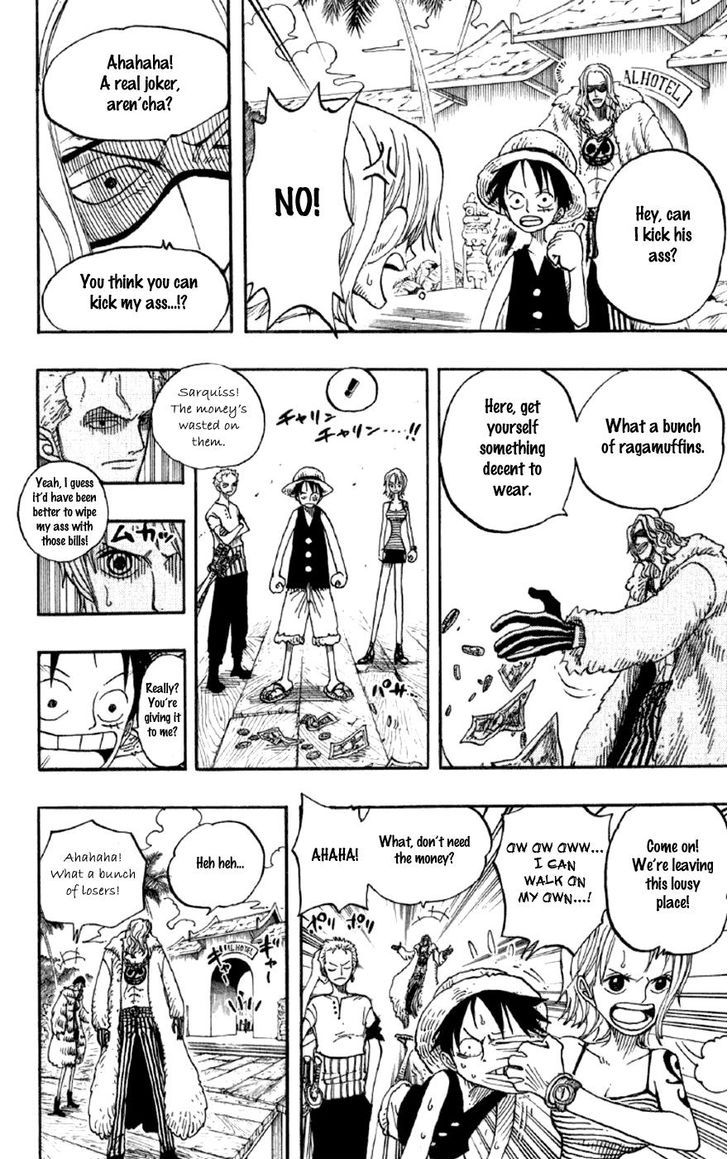 Hey, can
I kick his
ass?
AL HOTEL
NO!
Ahahaha!
A real joker,
aren'cha?
You think you can
kick my ass...!?
What a bunch
of ragamuffins.
Here, get
yourself
something
decent to
wear.
!
チャリン
チャリン....!!
パサ...
Sarquiss!
The money's
wasted on
them.
Yeah, I guess
it'd have been
better to wipe
my ass with
those bills!
ムカッ
Really?
You're
giving it
to me?
Come on!
We're leaving
this lousy
place!
OW OW OWW...
I CAN
WALK ON
MY OWN...!
What, don't need
the money?
AHAHA!
Heh heh...
AL HOTEL
Ahahaha!
What a bunch
of losers!